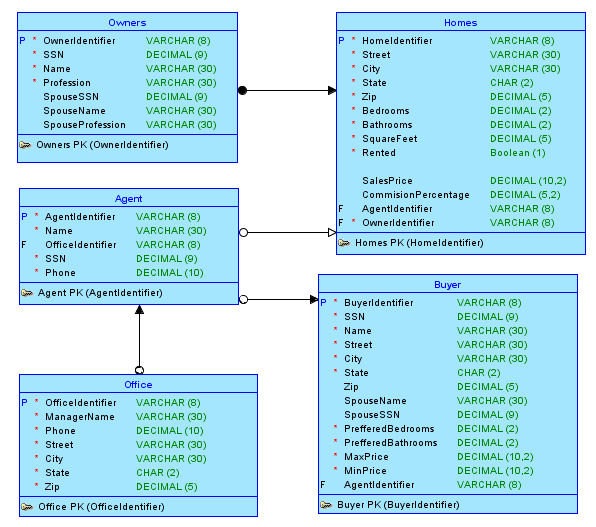 Owners
P * OwnerIdentifier VARCHAR (8)
* SSN DECIMAL (9)
* Name VARCHAR (30)
* Profession VARCHAR (30)
SpouseSSN DECIMAL (9)
SpouseName VARCHAR (30)
SpouseProfession VARCHAR (30)
Owners PK (OwnerIdentifier)
Homes
P * HomeIdentifier VARCHAR (8)
* Street VARCHAR (30)
* City VARCHAR (30)
* State CHAR (2)
* Zip DECIMAL (5)
* Bedrooms DECIMAL (2)
* Bathrooms DECIMAL (2)
* SquareFeet DECIMAL (5)
* Rented Boolean (1)
SalesPrice DECIMAL (10,2)
CommisionPercentage DECIMAL (5,2)
F AgentIdentifier VARCHAR (8)
F * OwnerIdentifier VARCHAR (8)
Homes PK (HomeIdentifier)
Agent
P * AgentIdentifier VARCHAR (8)
* Name VARCHAR (30)
F OfficeIdentifier VARCHAR (8)
* SSN DECIMAL (9)
* Phone DECIMAL (10)
Agent PK (AgentIdentifier)
Buyer
P * BuyerIdentifier VARCHAR (8)
* SSN DECIMAL (9)
* Name VARCHAR (30)
* Street VARCHAR (30)
* City VARCHAR (30)
* State CHAR (2)
Zip DECIMAL (5)
SpouseName VARCHAR (30)
SpouseSSN DECIMAL (9)
* PrefferedBedrooms DECIMAL (2)
* PrefferedBathrooms DECIMAL (2)
* MaxPrice DECIMAL (10,2)
* MinPrice DECIMAL (10,2)
F AgentIdentifier VARCHAR (8)
Buyer PK (BuyerIdentifier)
Office
P * OfficeIdentifier VARCHAR (8)
* ManagerName VARCHAR (30)
* Phone DECIMAL (10)
* Street VARCHAR (30)
* City VARCHAR (30)
* State CHAR (2)
* Zip DECIMAL (5)
Office PK (OfficeIdentifier)